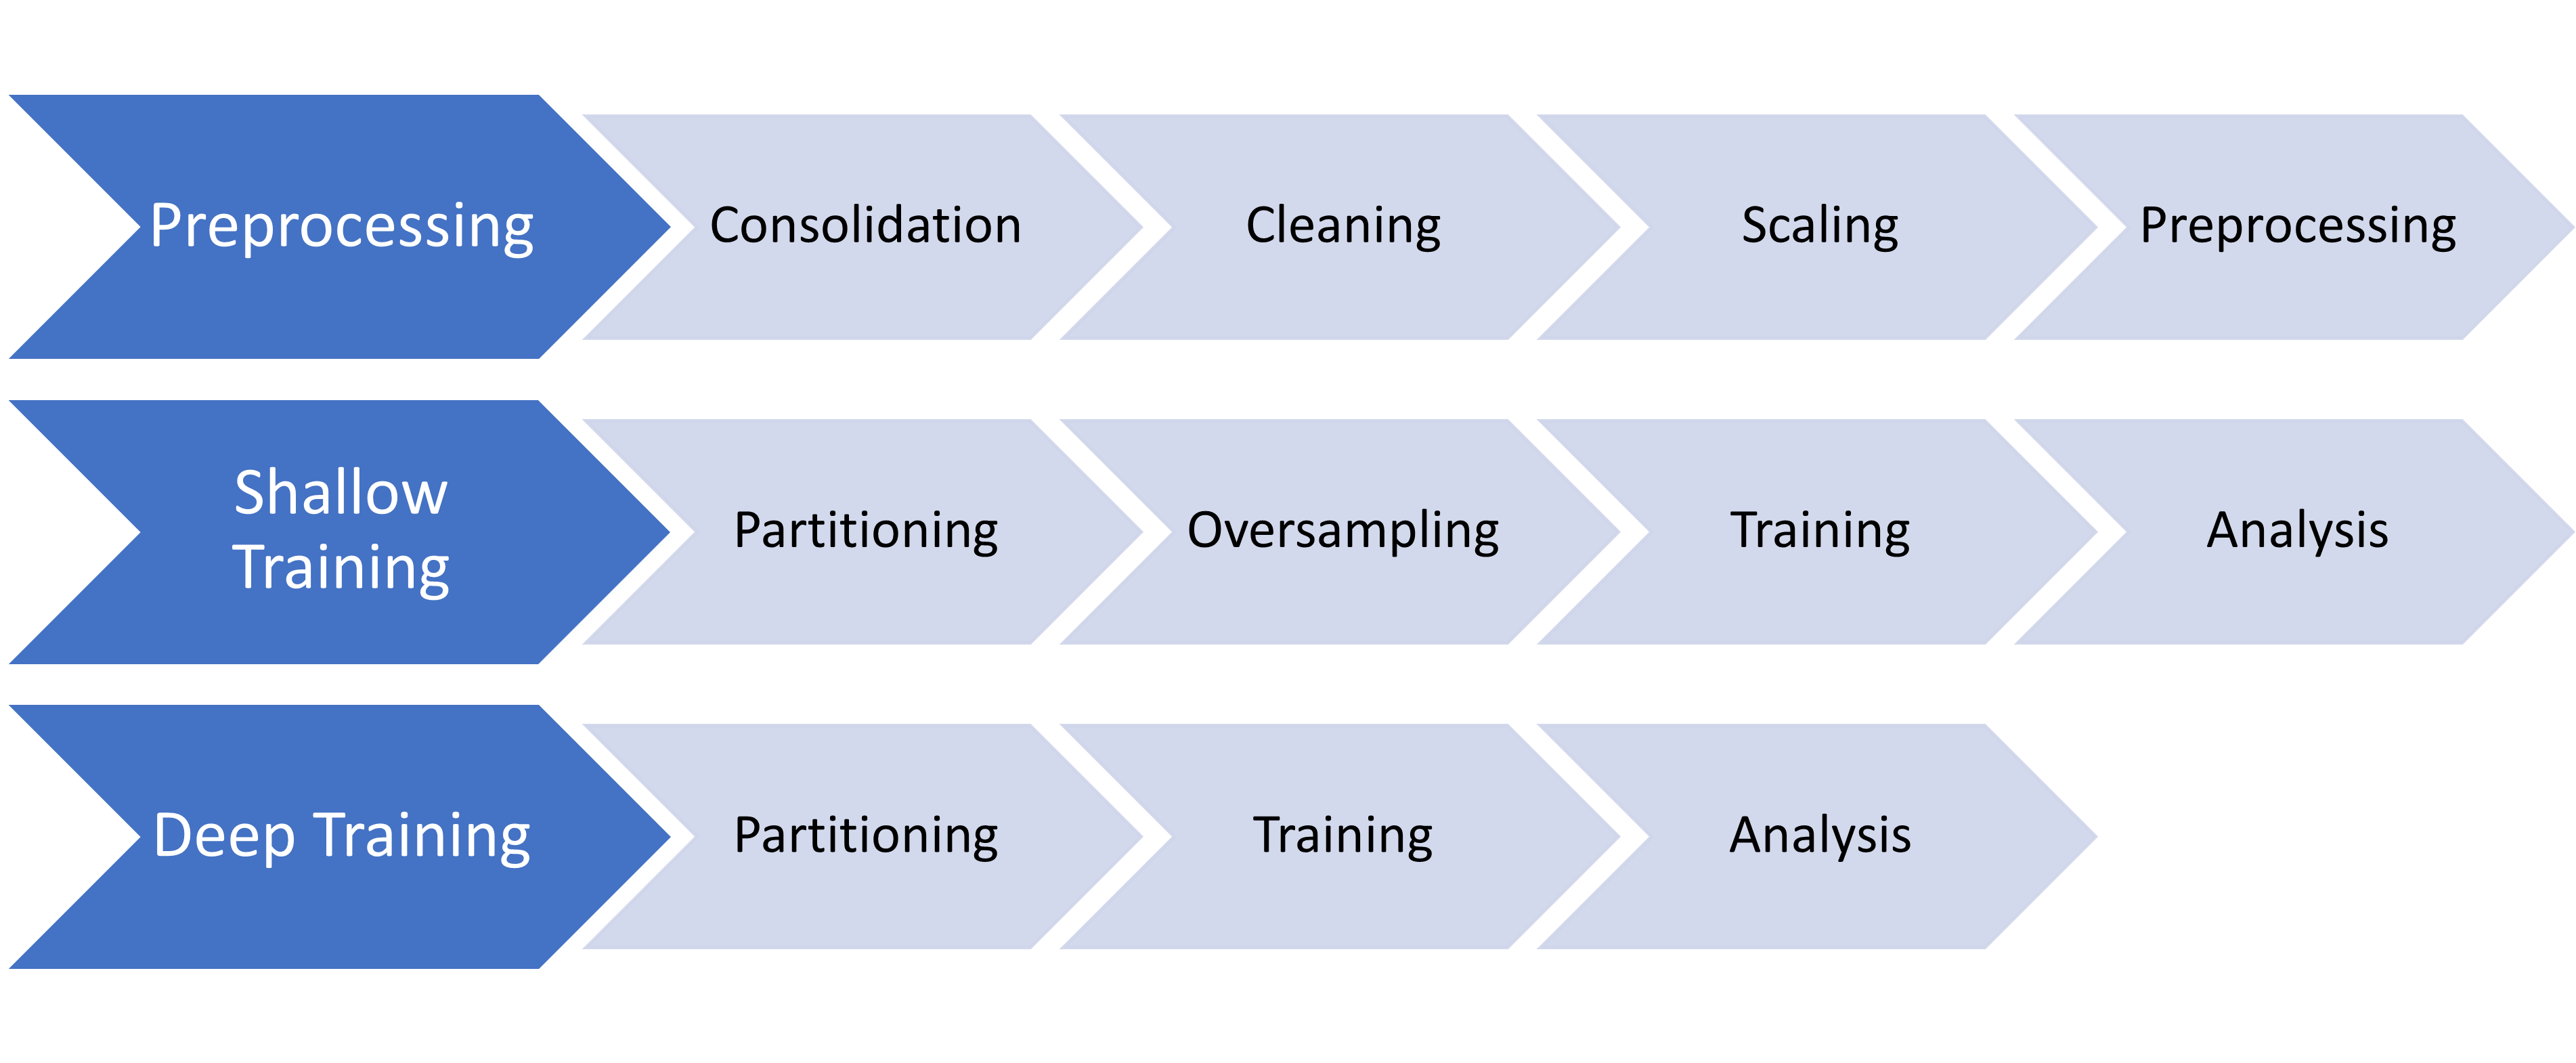 Preprocessing
Consolidation
Cleaning
Scaling
Preprocessing
Shallow
Training
Partitioning
Oversampling
Training
Analysis
Deep Training
Partitioning
Training
Analysis